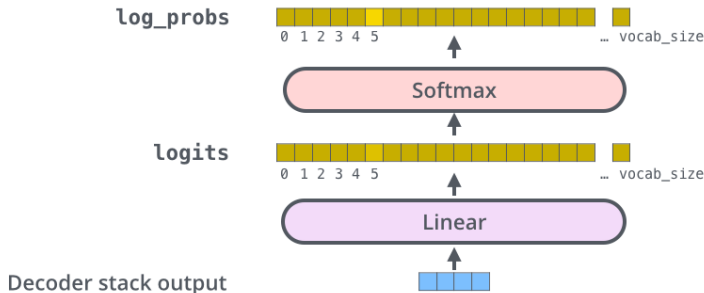 log_probs
0 1 2 3 4 5 … vocab_size
Softmax
logits
0 1 2 3 4 5 … vocab_size
Linear
Decoder stack output